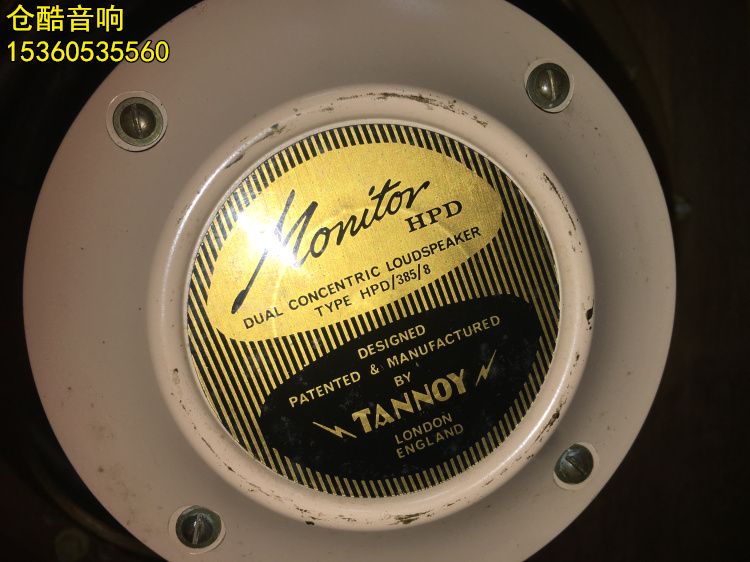 仓酷音响
15360535560
Monitor
HPD
DUAL CONCENTRIC LOUDSPEAKER
TYPE HPD/385/8
DESIGNED
PATENTED & MANUFACTURED
BY
TANNOY
LONDON
ENGLAND